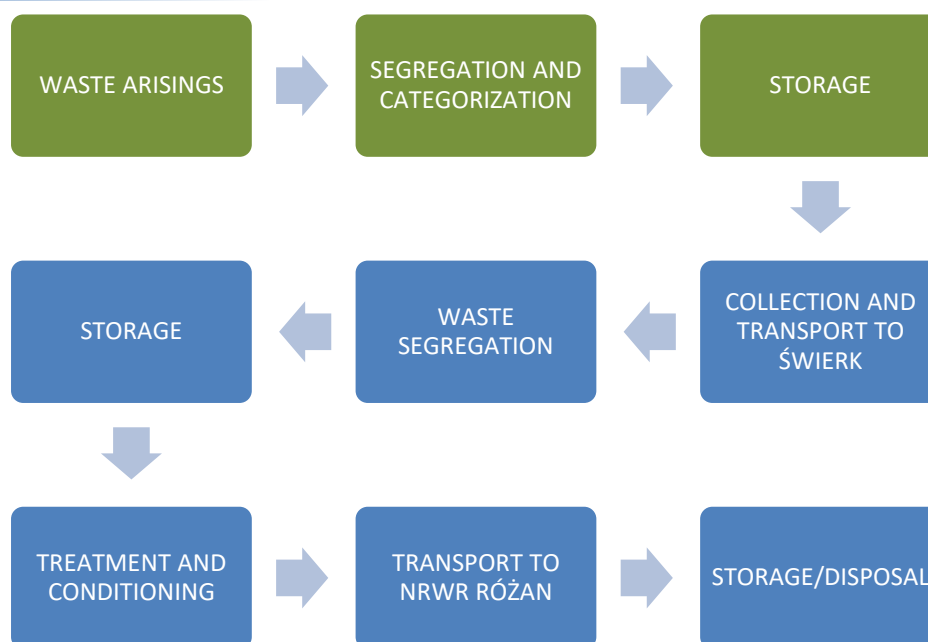 WASTE ARISINGS
SEGREGATION AND
CATEGORIZATION
STORAGE
COLLECTION AND
TRANSPORT TO
ŚWIERK
WASTE
SEGREGATION
STORAGE
TREATMENT AND
CONDITIONING
TRANSPORT TO
NRWR RÓŻAN
STORAGE/DISPOSAL